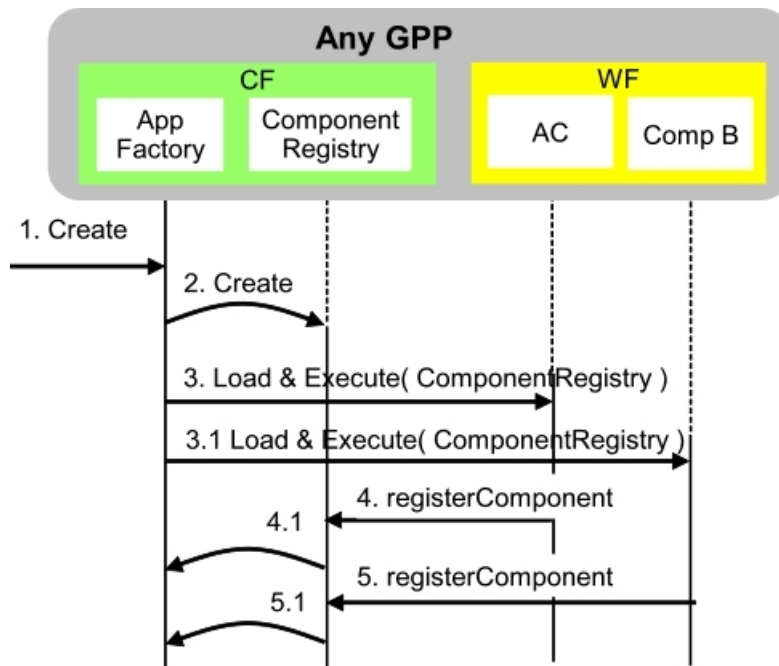 Any GPP
CF
WF
App
Factory
Component
Registry
AC
Comp B
1. Create
2. Create
3. Load & Execute( ComponentRegistry )
3.1 Load & Execute( ComponentRegistry )
4. registerComponent
4.1
5. registerComponent
5.1